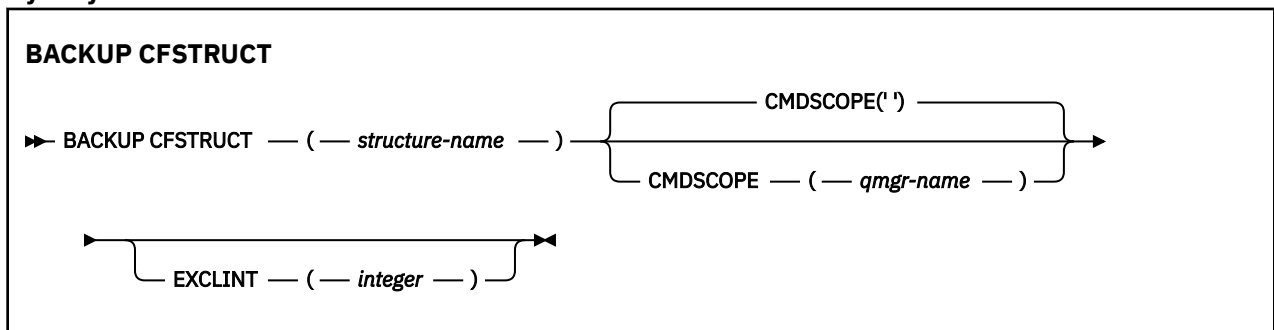 BACKUP CFSTRUCT
CMDSCOPE(' ')
BACKUP CFSTRUCT ( structure-name )
CMDSCOPE ( qmgr-name )
EXCLINT ( integer )